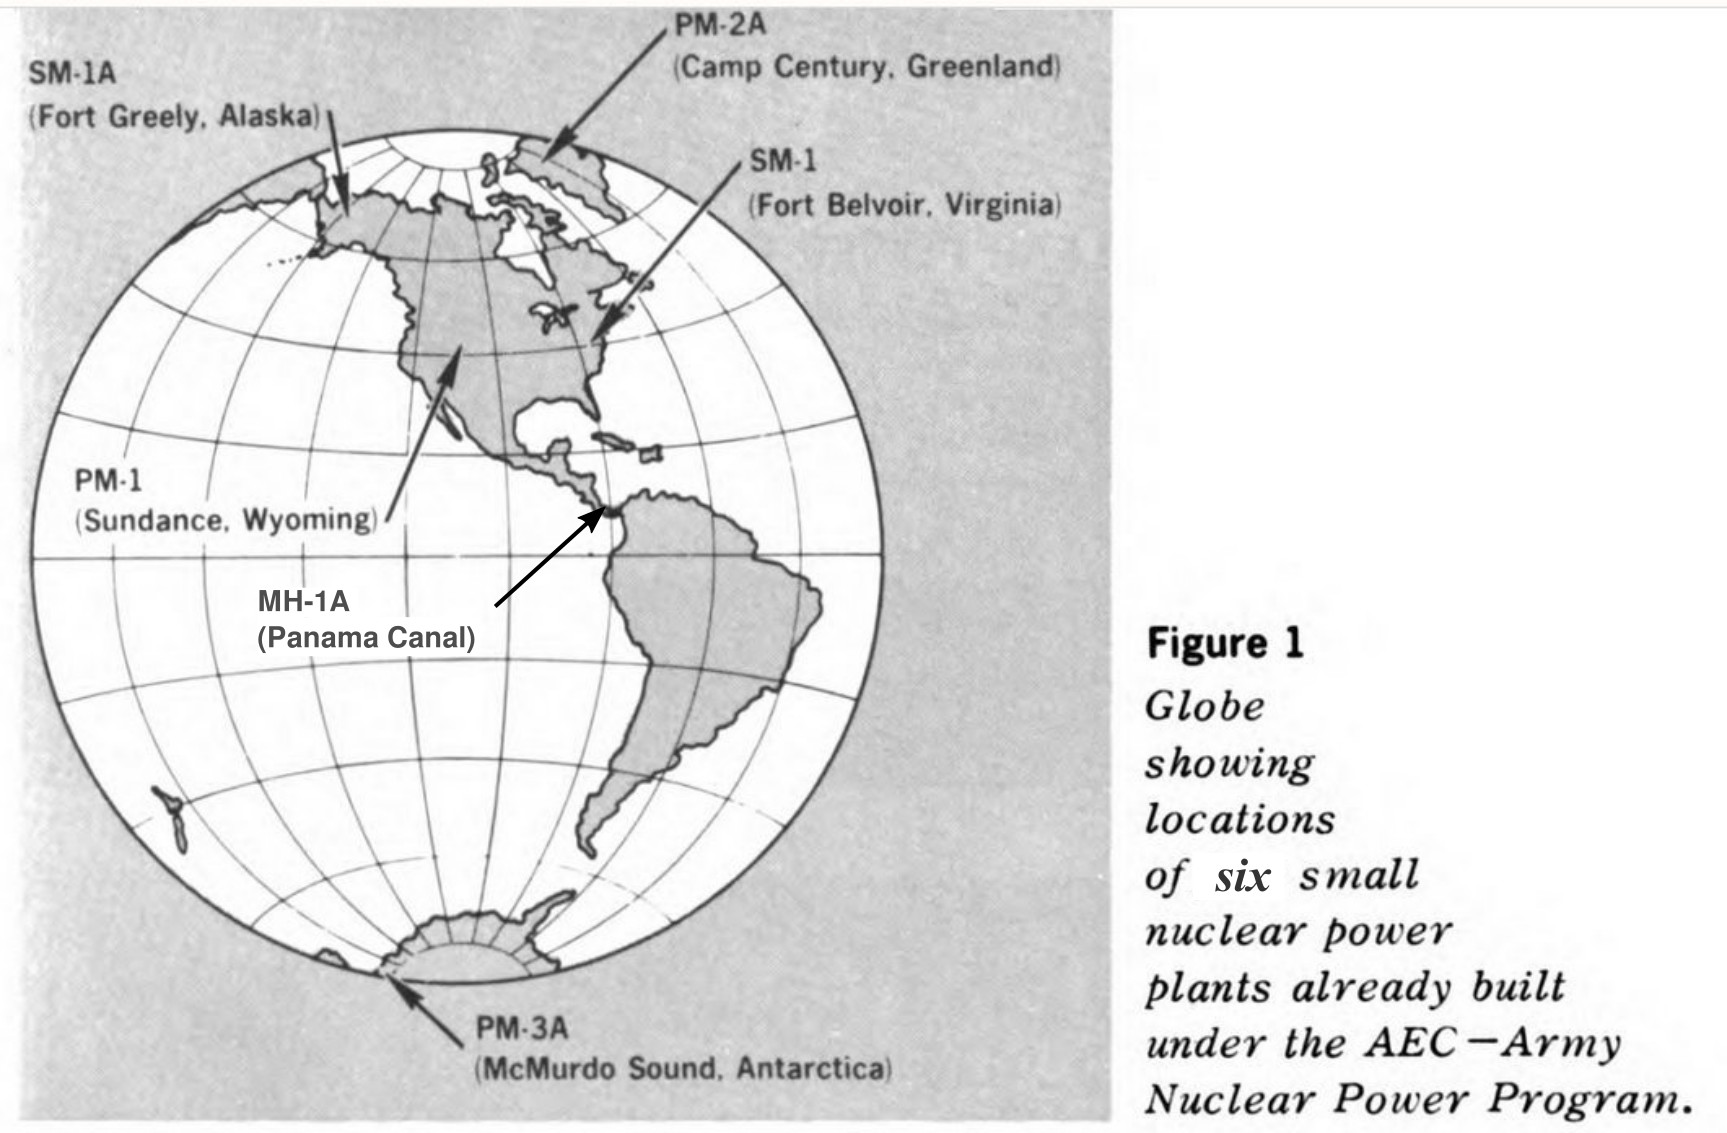 PM-2A
(Camp Century, Greenland)
SM-1A
(Fort Greely, Alaska)
SM-1
(Fort Belvoir, Virginia)
PM-1
(Sundance, Wyoming)
MH-1A
(Panama Canal)
PM-3A
(McMurdo Sound, Antarctica)
Figure 1
Globe
showing
locations
of six small
nuclear power
plants already built
under the AEC—Army
Nuclear Power Program.